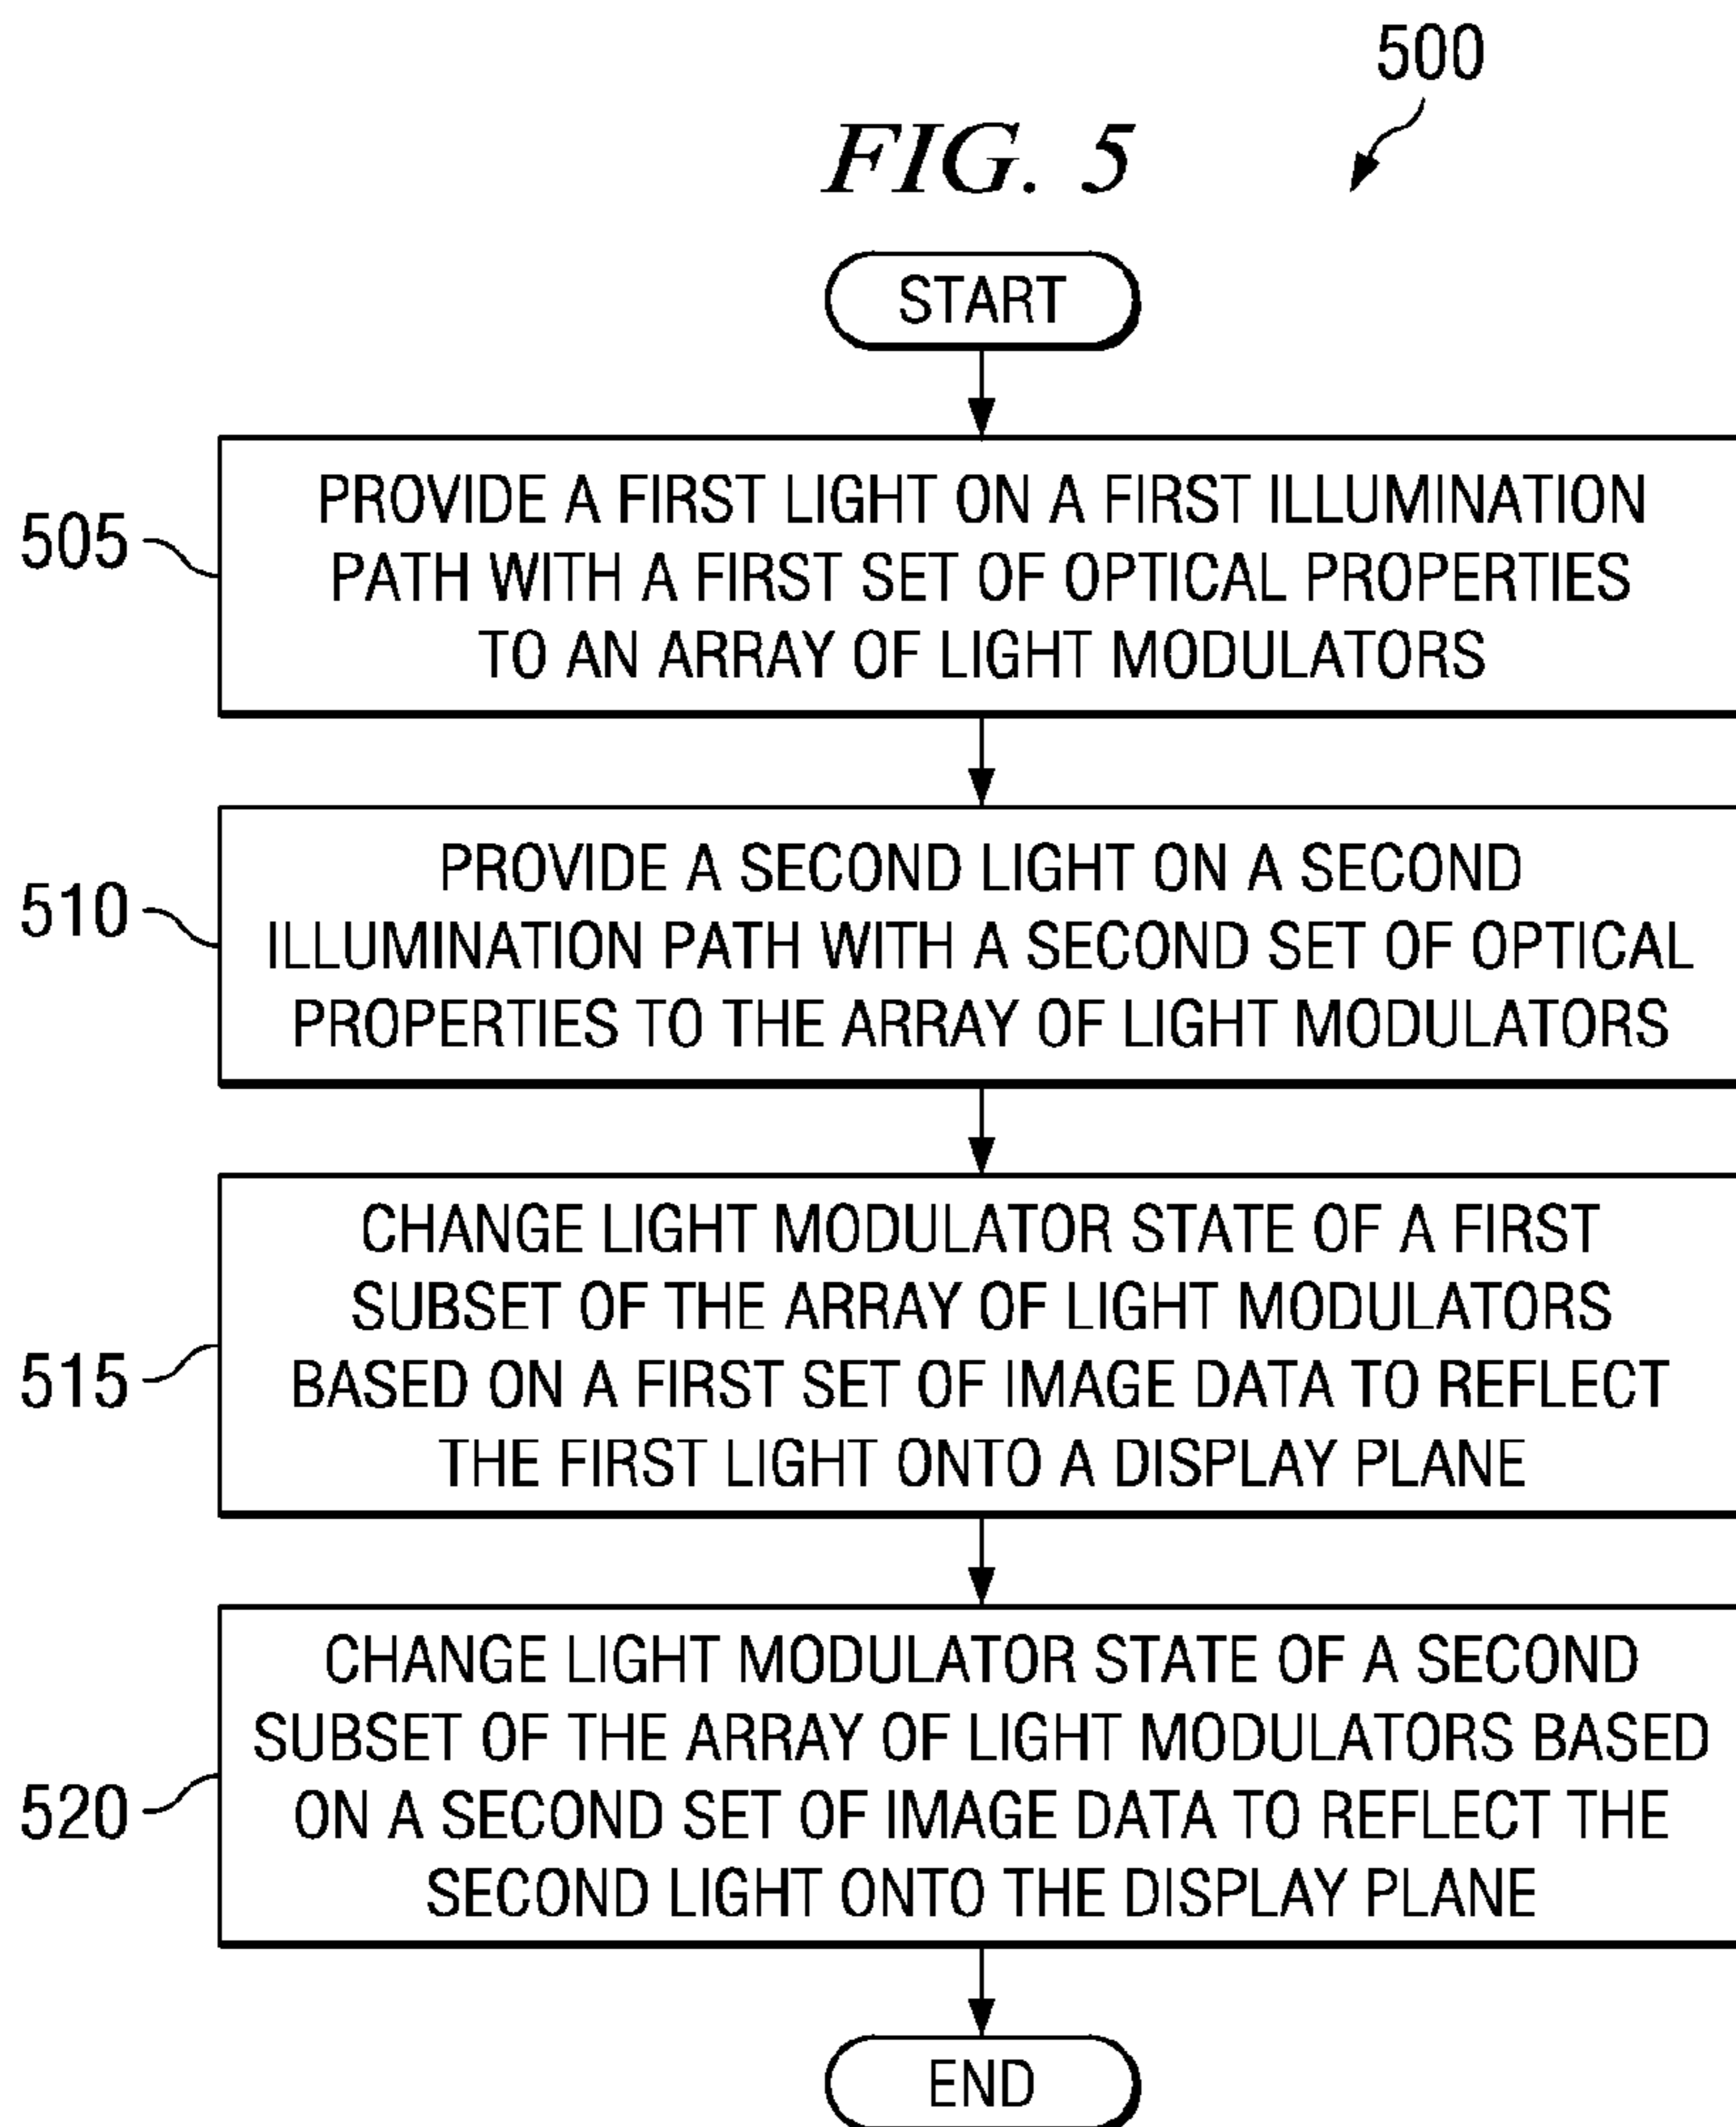 500
FIG. 5
START
505
PROVIDE A FIRST LIGHT ON A FIRST ILLUMINATION
PATH WITH A FIRST SET OF OPTICAL PROPERTIES
TO AN ARRAY OF LIGHT MODULATORS
510
PROVIDE A SECOND LIGHT ON A SECOND
ILLUMINATION PATH WITH A SECOND SET OF OPTICAL
PROPERTIES TO THE ARRAY OF LIGHT MODULATORS
515
CHANGE LIGHT MODULATOR STATE OF A FIRST
SUBSET OF THE ARRAY OF LIGHT MODULATORS
BASED ON A FIRST SET OF IMAGE DATA TO REFLECT
THE FIRST LIGHT ONTO A DISPLAY PLANE
520
CHANGE LIGHT MODULATOR STATE OF A SECOND
SUBSET OF THE ARRAY OF LIGHT MODULATORS BASED
ON A SECOND SET OF IMAGE DATA TO REFLECT THE
SECOND LIGHT ONTO THE DISPLAY PLANE
END